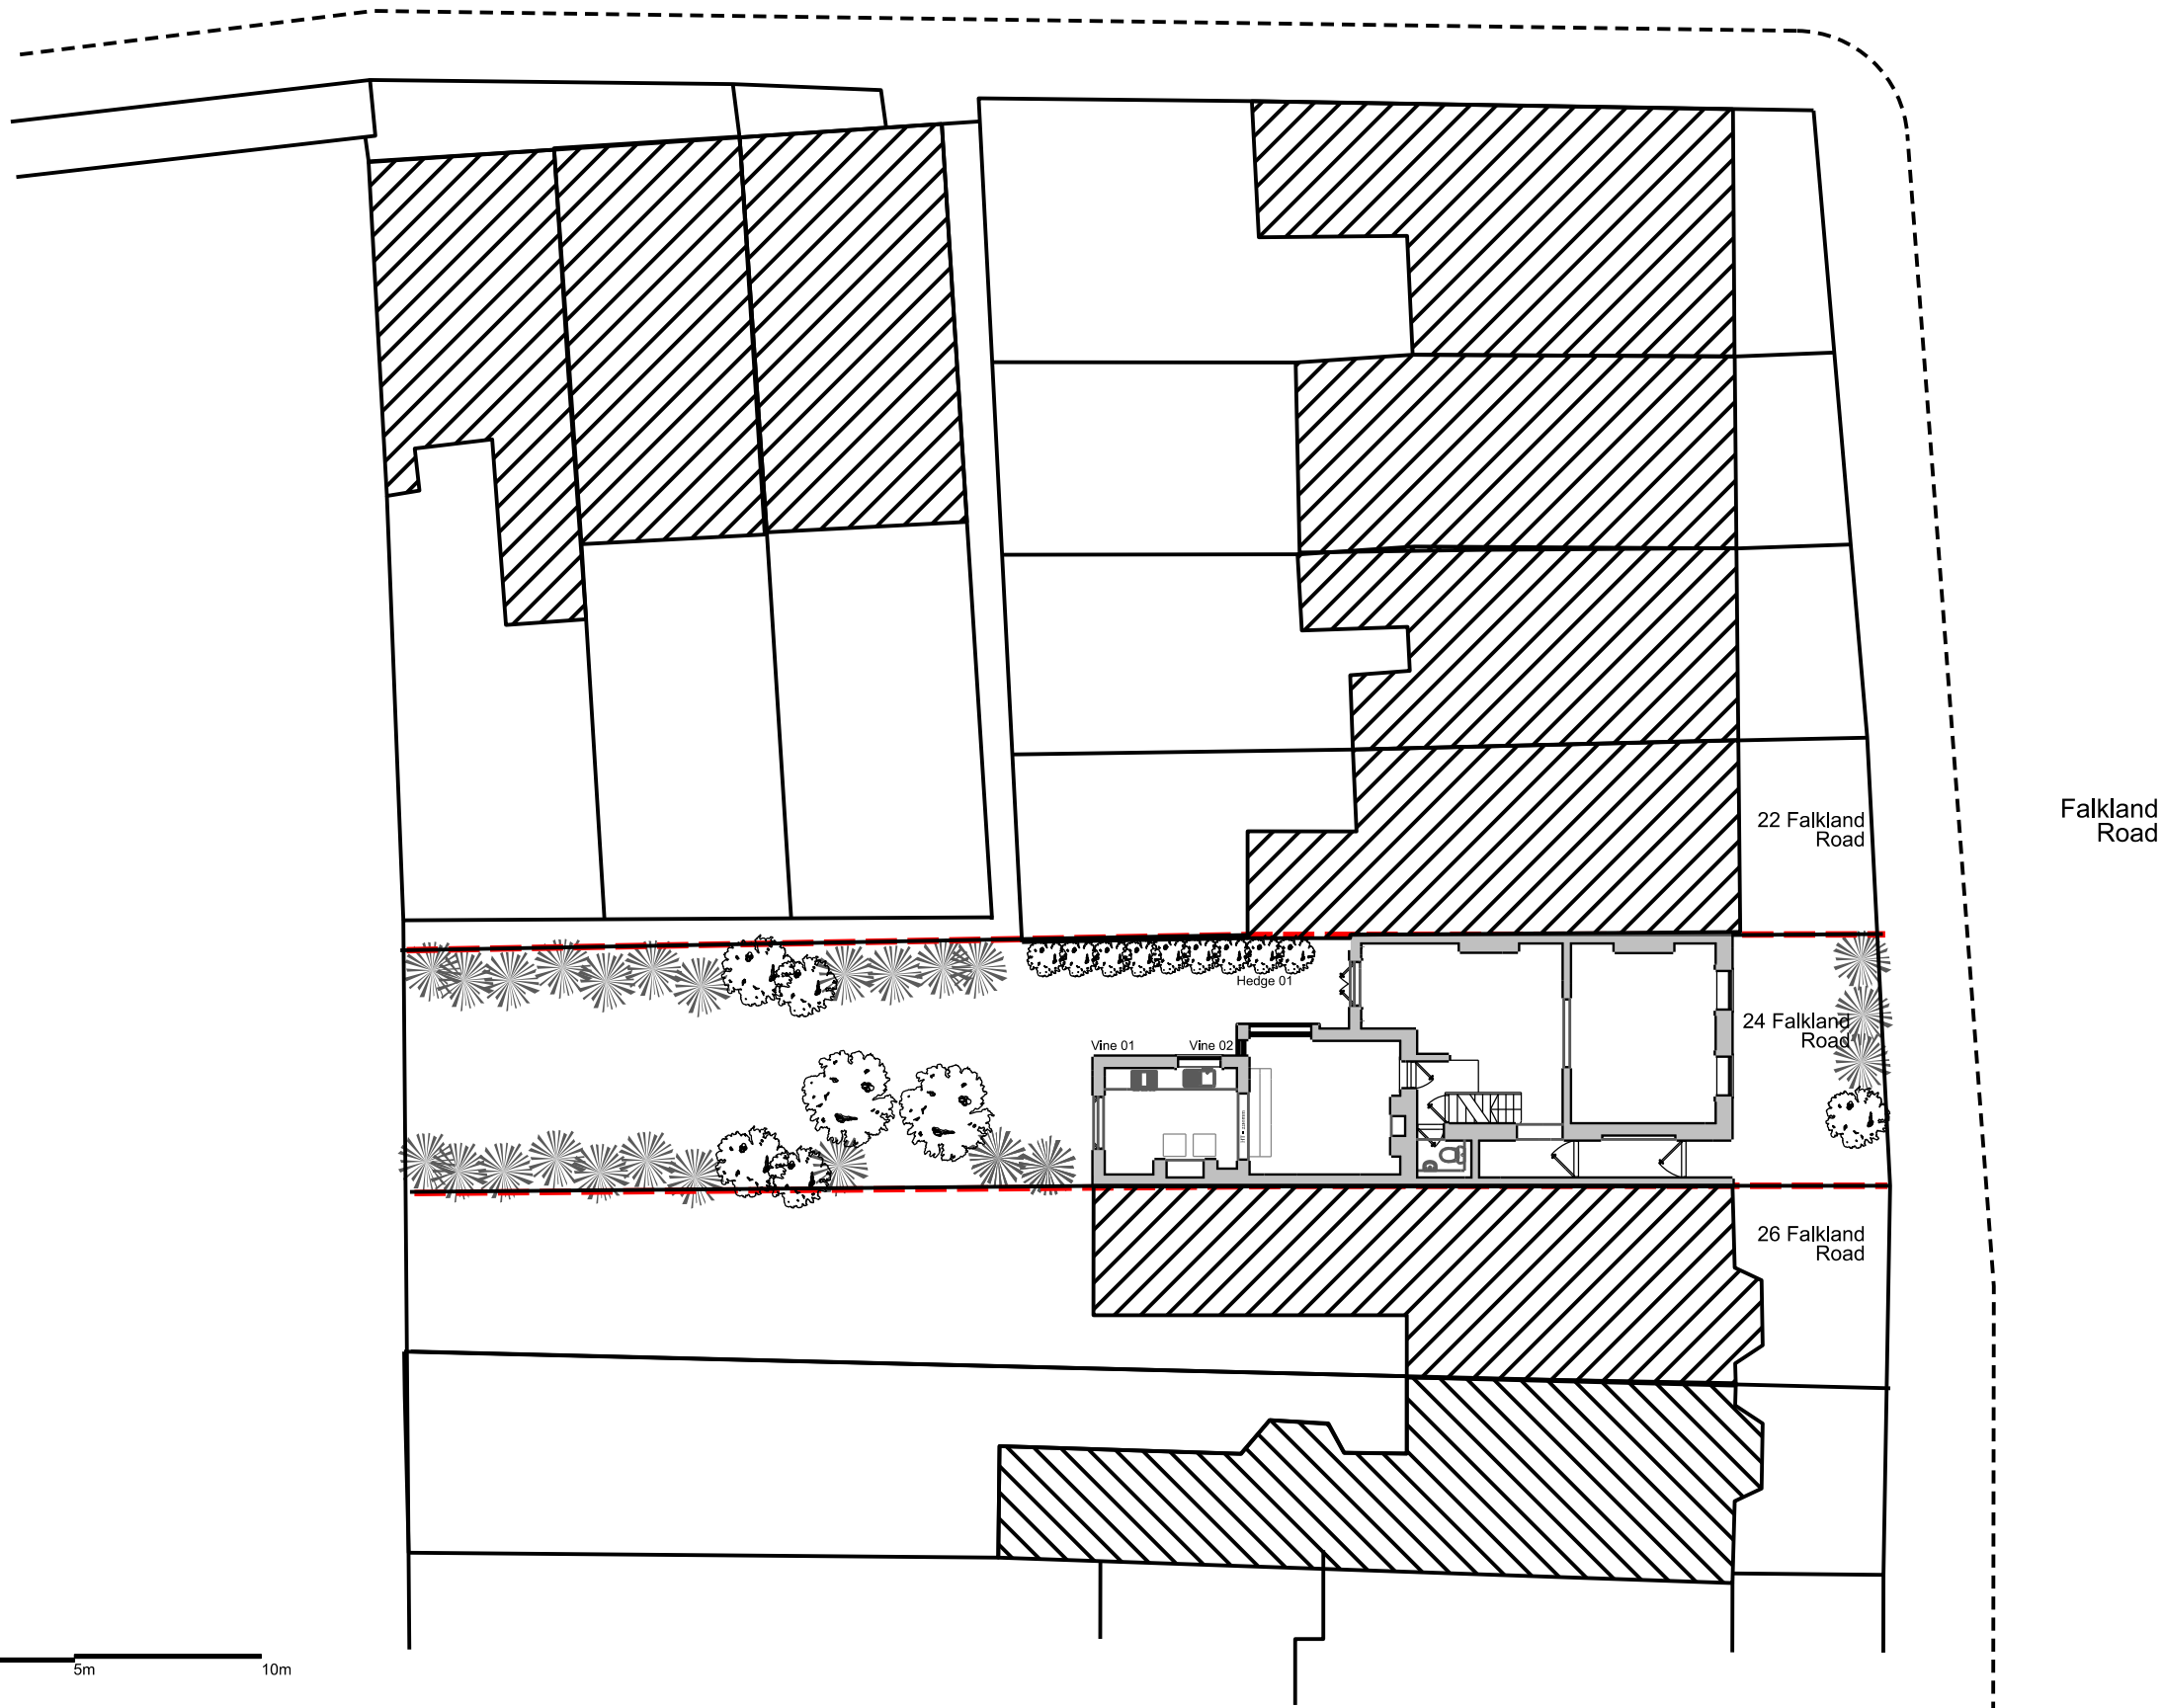 22 Falkland
Road
Falkland
Road
Hedge 01
24 Falkland
Road
Vine 01
Vine 02
26 Falkland
Road
5m
10m